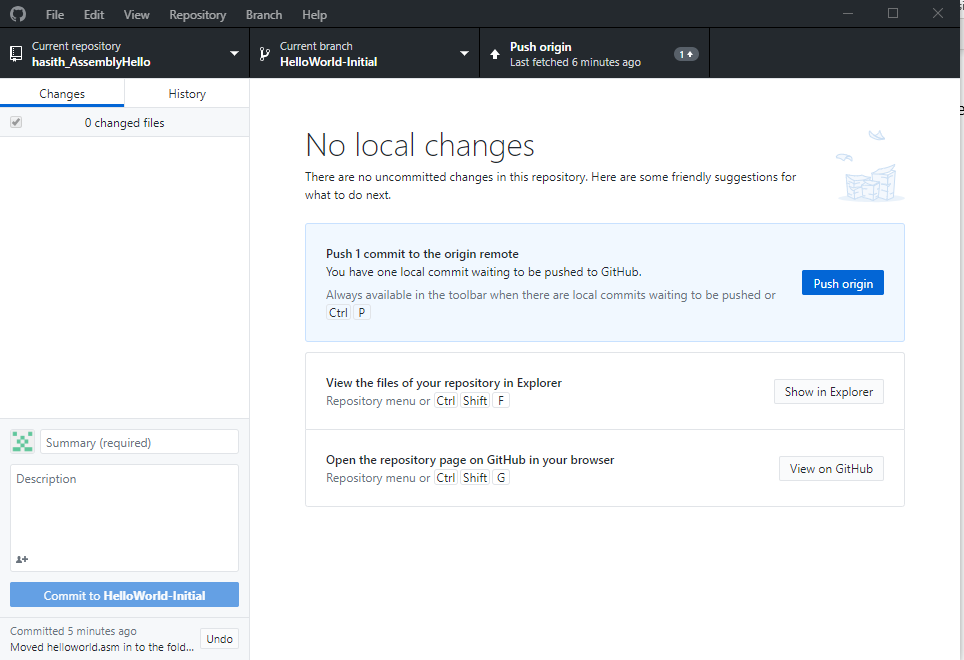 File Edit View Repository Branch Help
Current repository
hasith_AssemblyHello
Current branch
HelloWorld-Initial
Push origin
Last fetched 6 minutes ago
1
Changes History
0 changed files
No local changes
There are no uncommitted changes in this repository. Here are some friendly suggestions for
what to do next.
Push 1 commit to the origin remote
You have one local commit waiting to be pushed to GitHub.
Always available in the toolbar when there are local commits waiting to be pushed or
Ctrl P
Push origin
View the files of your repository in Explorer
Repository menu or Ctrl Shift F
Show in Explorer
Open the repository page on GitHub in your browser
Repository menu or Ctrl Shift G
View on GitHub
Summary (required)
Description
Commit to HelloWorld-Initial
Committed 5 minutes ago
Moved helloworld.asm in to the fold...
Undo